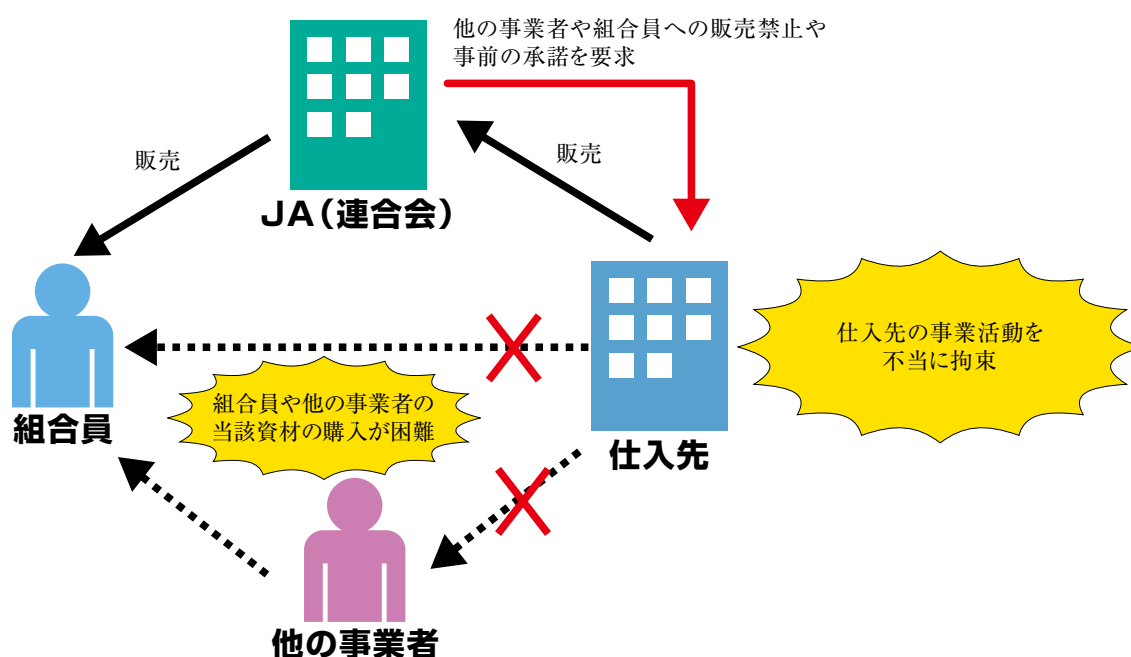 他の事業者や組合員への販売禁止や
事前の承諾を要求
販売
販売
JA(連合会)
仕入先の事業活動を
不当に拘束
組合員や他の事業者の
当該資材の購入が困難
組合員
仕入先
他の事業者